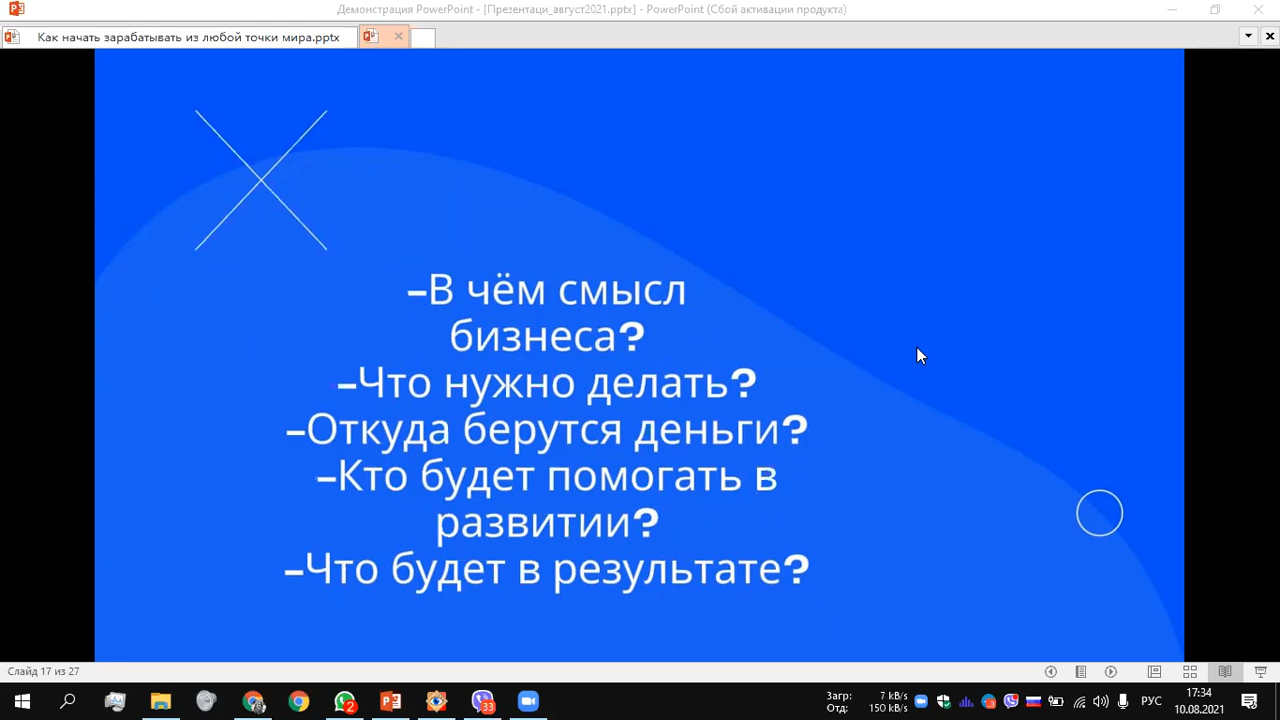 Демонстрация PowerPoint - [Презентаци_август2021.pptx] - PowerPoint (Сбой активации продукта)
Как начать зарабатывать из любой точки мира.pptx
–В чём смысл
бизнеса?
–Что нужно делать?
–Откуда берутся деньги?
–Кто будет помогать в
развитии?
–Что будет в результате?
Слайд 17 из 27
Загр: 7 kB/s
Отд: 150 kB/s
РУС
17:34
10.08.2021
2
33